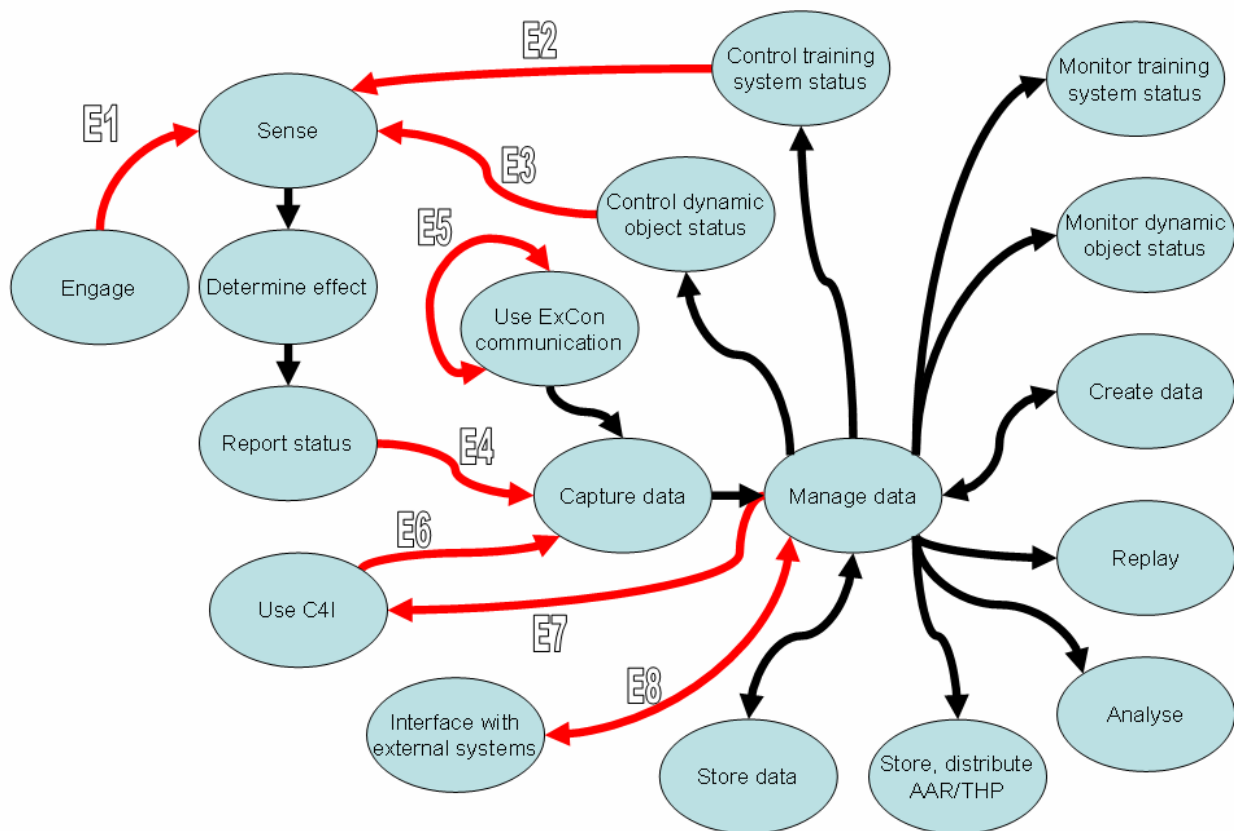 E2
Control training
system status
Monitor training
system status
E1
Sense
E3
Control dynamic
object status
Monitor dynamic
object status
E5
Engage
Determine effect
Use ExCon
communication
Create data
Report status
E4
Capture data
Manage data
E6
Replay
Use C4I
E7
E8
Interface with
external systems
Analyse
Store data
Store, distribute
AAR/THP